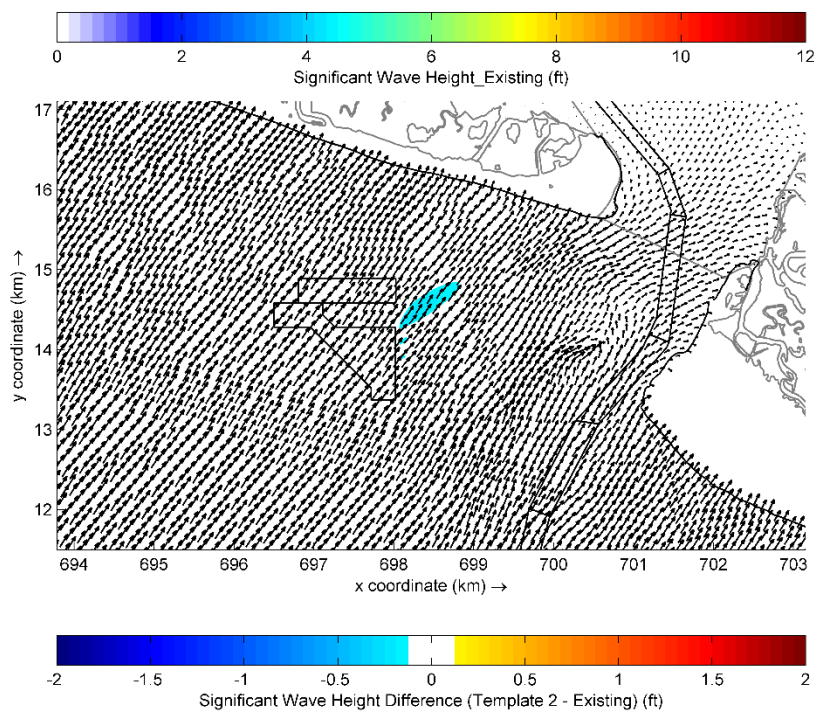 0 2 4 6 8 10 12
Significant Wave Height_Existing (ft)
17
16
15
14
13
12
y coordinate (km) →
694 695 696 697 698 699 700 701 702 703
x coordinate (km) →
-2 -1.5 -1 -0.5 0 0.5 1 1.5 2
Significant Wave Height Difference (Template 2 - Existing) (ft)